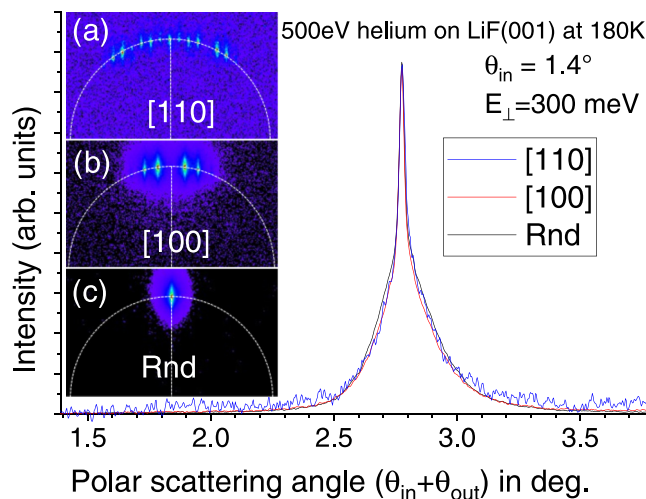 (a)
[110]
(b)
[100]
(c)
Rnd
500eV helium on LiF(001) at 180K
θin = 1.4°
E⊥=300 meV
[110]
[100]
Rnd
Intensity (arb. units)
1.5 2.0 2.5 3.0 3.5
Polar scattering angle (θin+θout) in deg.